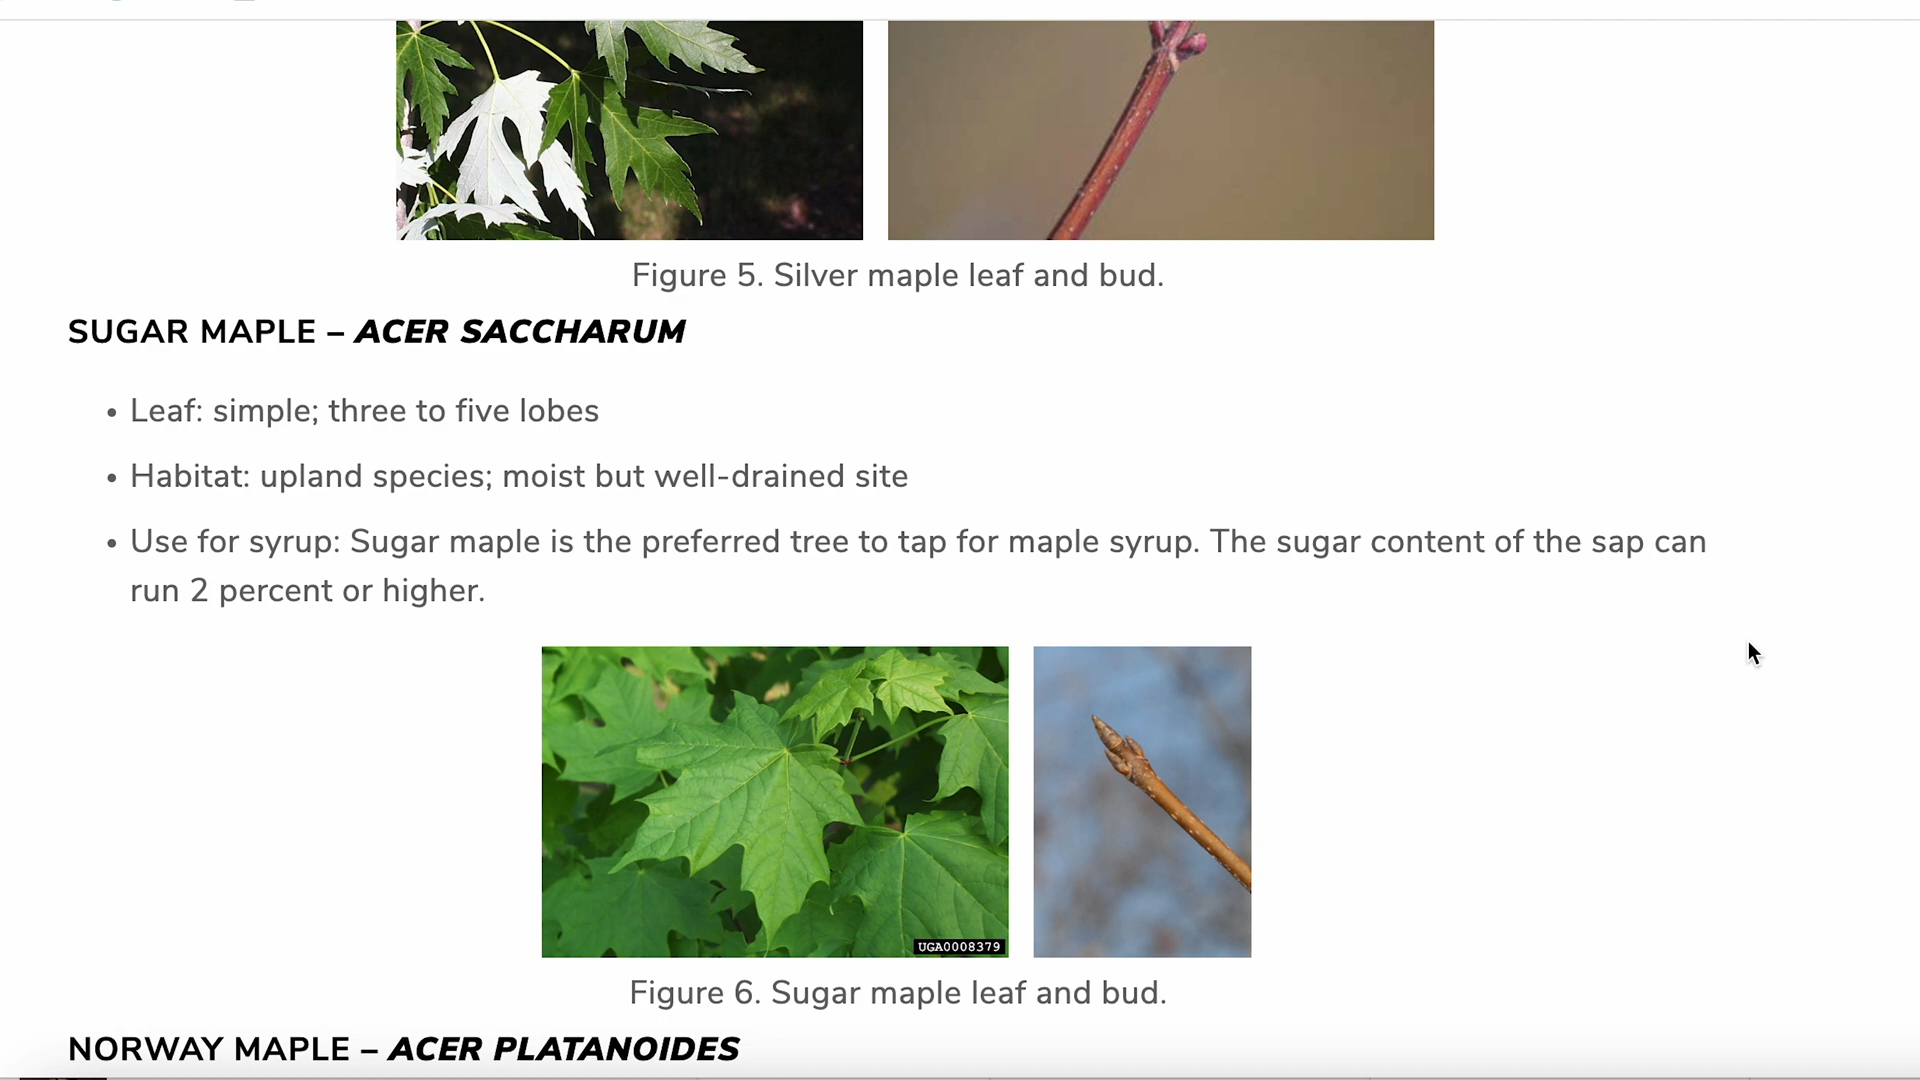 Figure 5. Silver maple leaf and bud.
SUGAR MAPLE – ACER SACCHARUM
• Leaf: simple; three to five lobes
• Habitat: upland species; moist but well-drained site
• Use for syrup: Sugar maple is the preferred tree to tap for maple syrup. The sugar content of the sap can
run 2 percent or higher.
UGA0008379
Figure 6. Sugar maple leaf and bud.
NORWAY MAPLE – ACER PLATANOIDES